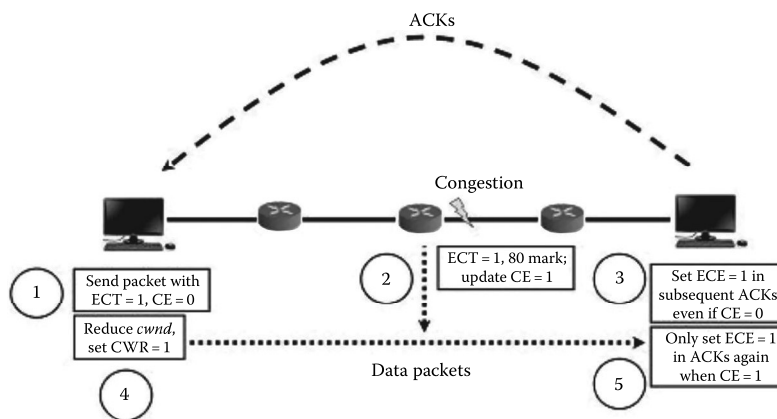 ACKs
Congestion
1
Send packet with
ECT = 1, CE = 0
2
ECT = 1, 80 mark;
update CE = 1
3
Set ECE = 1 in
subsequent ACKs
even if CE = 0
Reduce cwnd,
set CWR = 1
4
Data packets
Only set ECE = 1
in ACKs again
when CE = 1
5